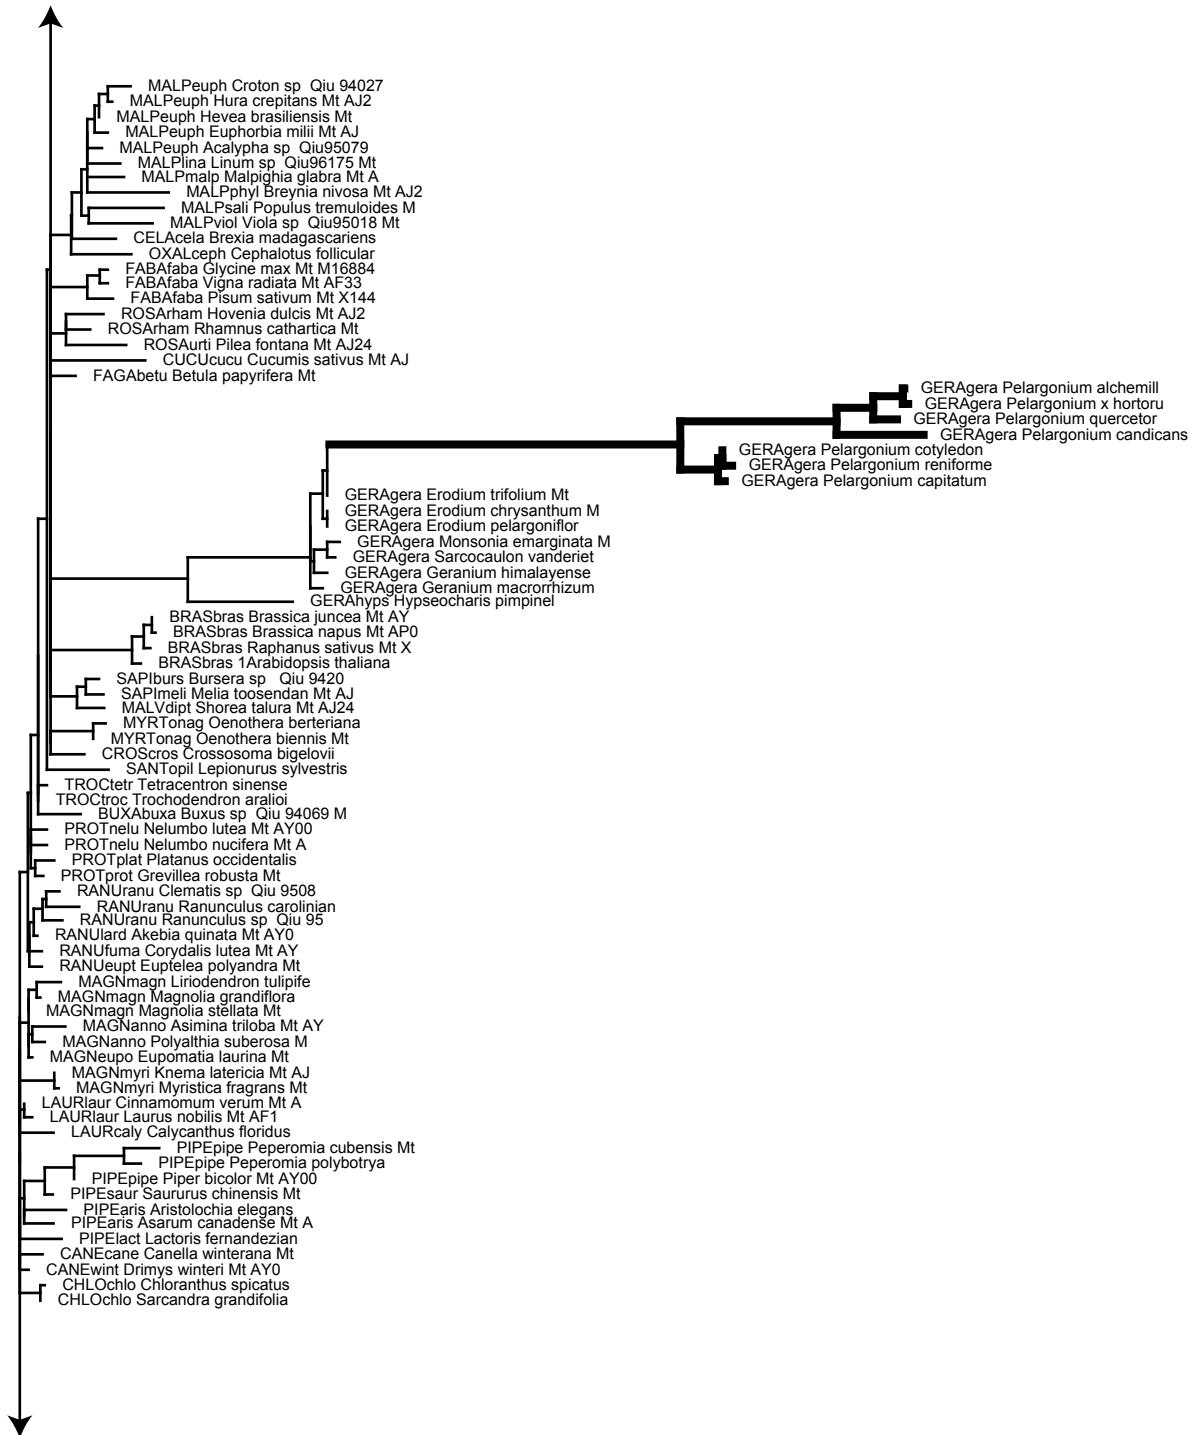 MALPeuph Croton sp Qiu 94027
MALPeuph Hura crepitans Mt AJ2
MALPeuph Hevea brasiliensis Mt
MALPeuph Euphorbia milii Mt AJ
MALPeuph Acalypha sp Qiu95079
MALPlina Linum sp Qiu96175 Mt
MALPmalp Malpighia glabra Mt A
MALPphyl Breynia nivosa Mt AJ2
MALPsali Populus tremuloides M
MALPviol Viola sp Qiu95018 Mt
CELAcela Brexia madagascariens
OXALceph Cephalotus follicular
FABAfaba Glycine max Mt M16884
FABAfaba Vigna radiata Mt AF33
FABAfaba Pisum sativum Mt X144
ROSArham Hovenia dulcis Mt AJ2
ROSArham Rhamnus cathartica Mt
ROSAurti Pilea fontana Mt AJ24
CUCUcucu Cucumis sativus Mt AJ
FAGAbetu Betula papyrifera Mt
GERAgera Pelargonium alchemill
GERAgera Pelargonium x hortoru
GERAgera Pelargonium quercetor
GERAgera Pelargonium candicans
GERAgera Pelargonium cotyledon
GERAgera Pelargonium reniforme
GERAgera Pelargonium capitatum
GERAgera Erodium trifolium Mt
GERAgera Erodium chrysanthum M
GERAgera Erodium pelargoniflor
GERAgera Monsonia emarginata M
GERAgera Sarcocaulon vanderiet
GERAgera Geranium himalayense
GERAgera Geranium macrorrhizum
GERAhyps Hypseocharis pimpinel
BRASbras Brassica juncea Mt AY
BRASbras Brassica napus Mt AP0
BRASbras Raphanus sativus Mt X
BRASbras 1Arabidopsis thaliana
SAPIburs Bursera sp Qiu 9420
SAPImeli Melia toosendan Mt AJ
MALVdipt Shorea talura Mt AJ24
MYRTonag Oenothera berteriana
MYRTonag Oenothera biennis Mt
CROScros Crossosoma bigelovii
SANTopil Lepionurus sylvestris
TROCtetr Tetracentron sinense
TROCtroc Trochodendron aralioi
BUXAbuxa Buxus sp Qiu 94069 M
PROTnelu Nelumbo lutea Mt AY00
PROTnelu Nelumbo nucifera Mt A
PROTplat Platanus occidentalis
PROTprot Grevillea robusta Mt
RANUranu Clematis sp Qiu 9508
RANUranu Ranunculus carolinian
RANUranu Ranunculus sp Qiu 95
RANUlard Akebia quinata Mt AY0
RANUfuma Corydalis lutea Mt AY
RANUeupt Euptelea polyandra Mt
MAGNmagn Liriodendron tulipife
MAGNmagn Magnolia grandiflora
MAGNmagn Magnolia stellata Mt
MAGNanno Asimina triloba Mt AY
MAGNanno Polyalthia suberosa M
MAGNeupo Eupomatia laurina Mt
MAGNmyri Knema latericia Mt AJ
MAGNmyri Myristica fragrans Mt
LAURlaur Cinnamomum verum Mt A
LAURlaur Laurus nobilis Mt AF1
LAURcaly Calycanthus floridus
PIPEpipe Peperomia cubensis Mt
PIPEpipe Peperomia polybotrya
PIPEpipe Piper bicolor Mt AY00
PIPEsaur Saururus chinensis Mt
PIPEaris Aristolochia elegans
PIPEaris Asarum canadense Mt A
PIPElact Lactoris fernandezian
CANEcane Canella winterana Mt
CANEwint Drimys winteri Mt AY0
CHLOchlo Chloranthus spicatus
CHLOchlo Sarcandra grandifolia